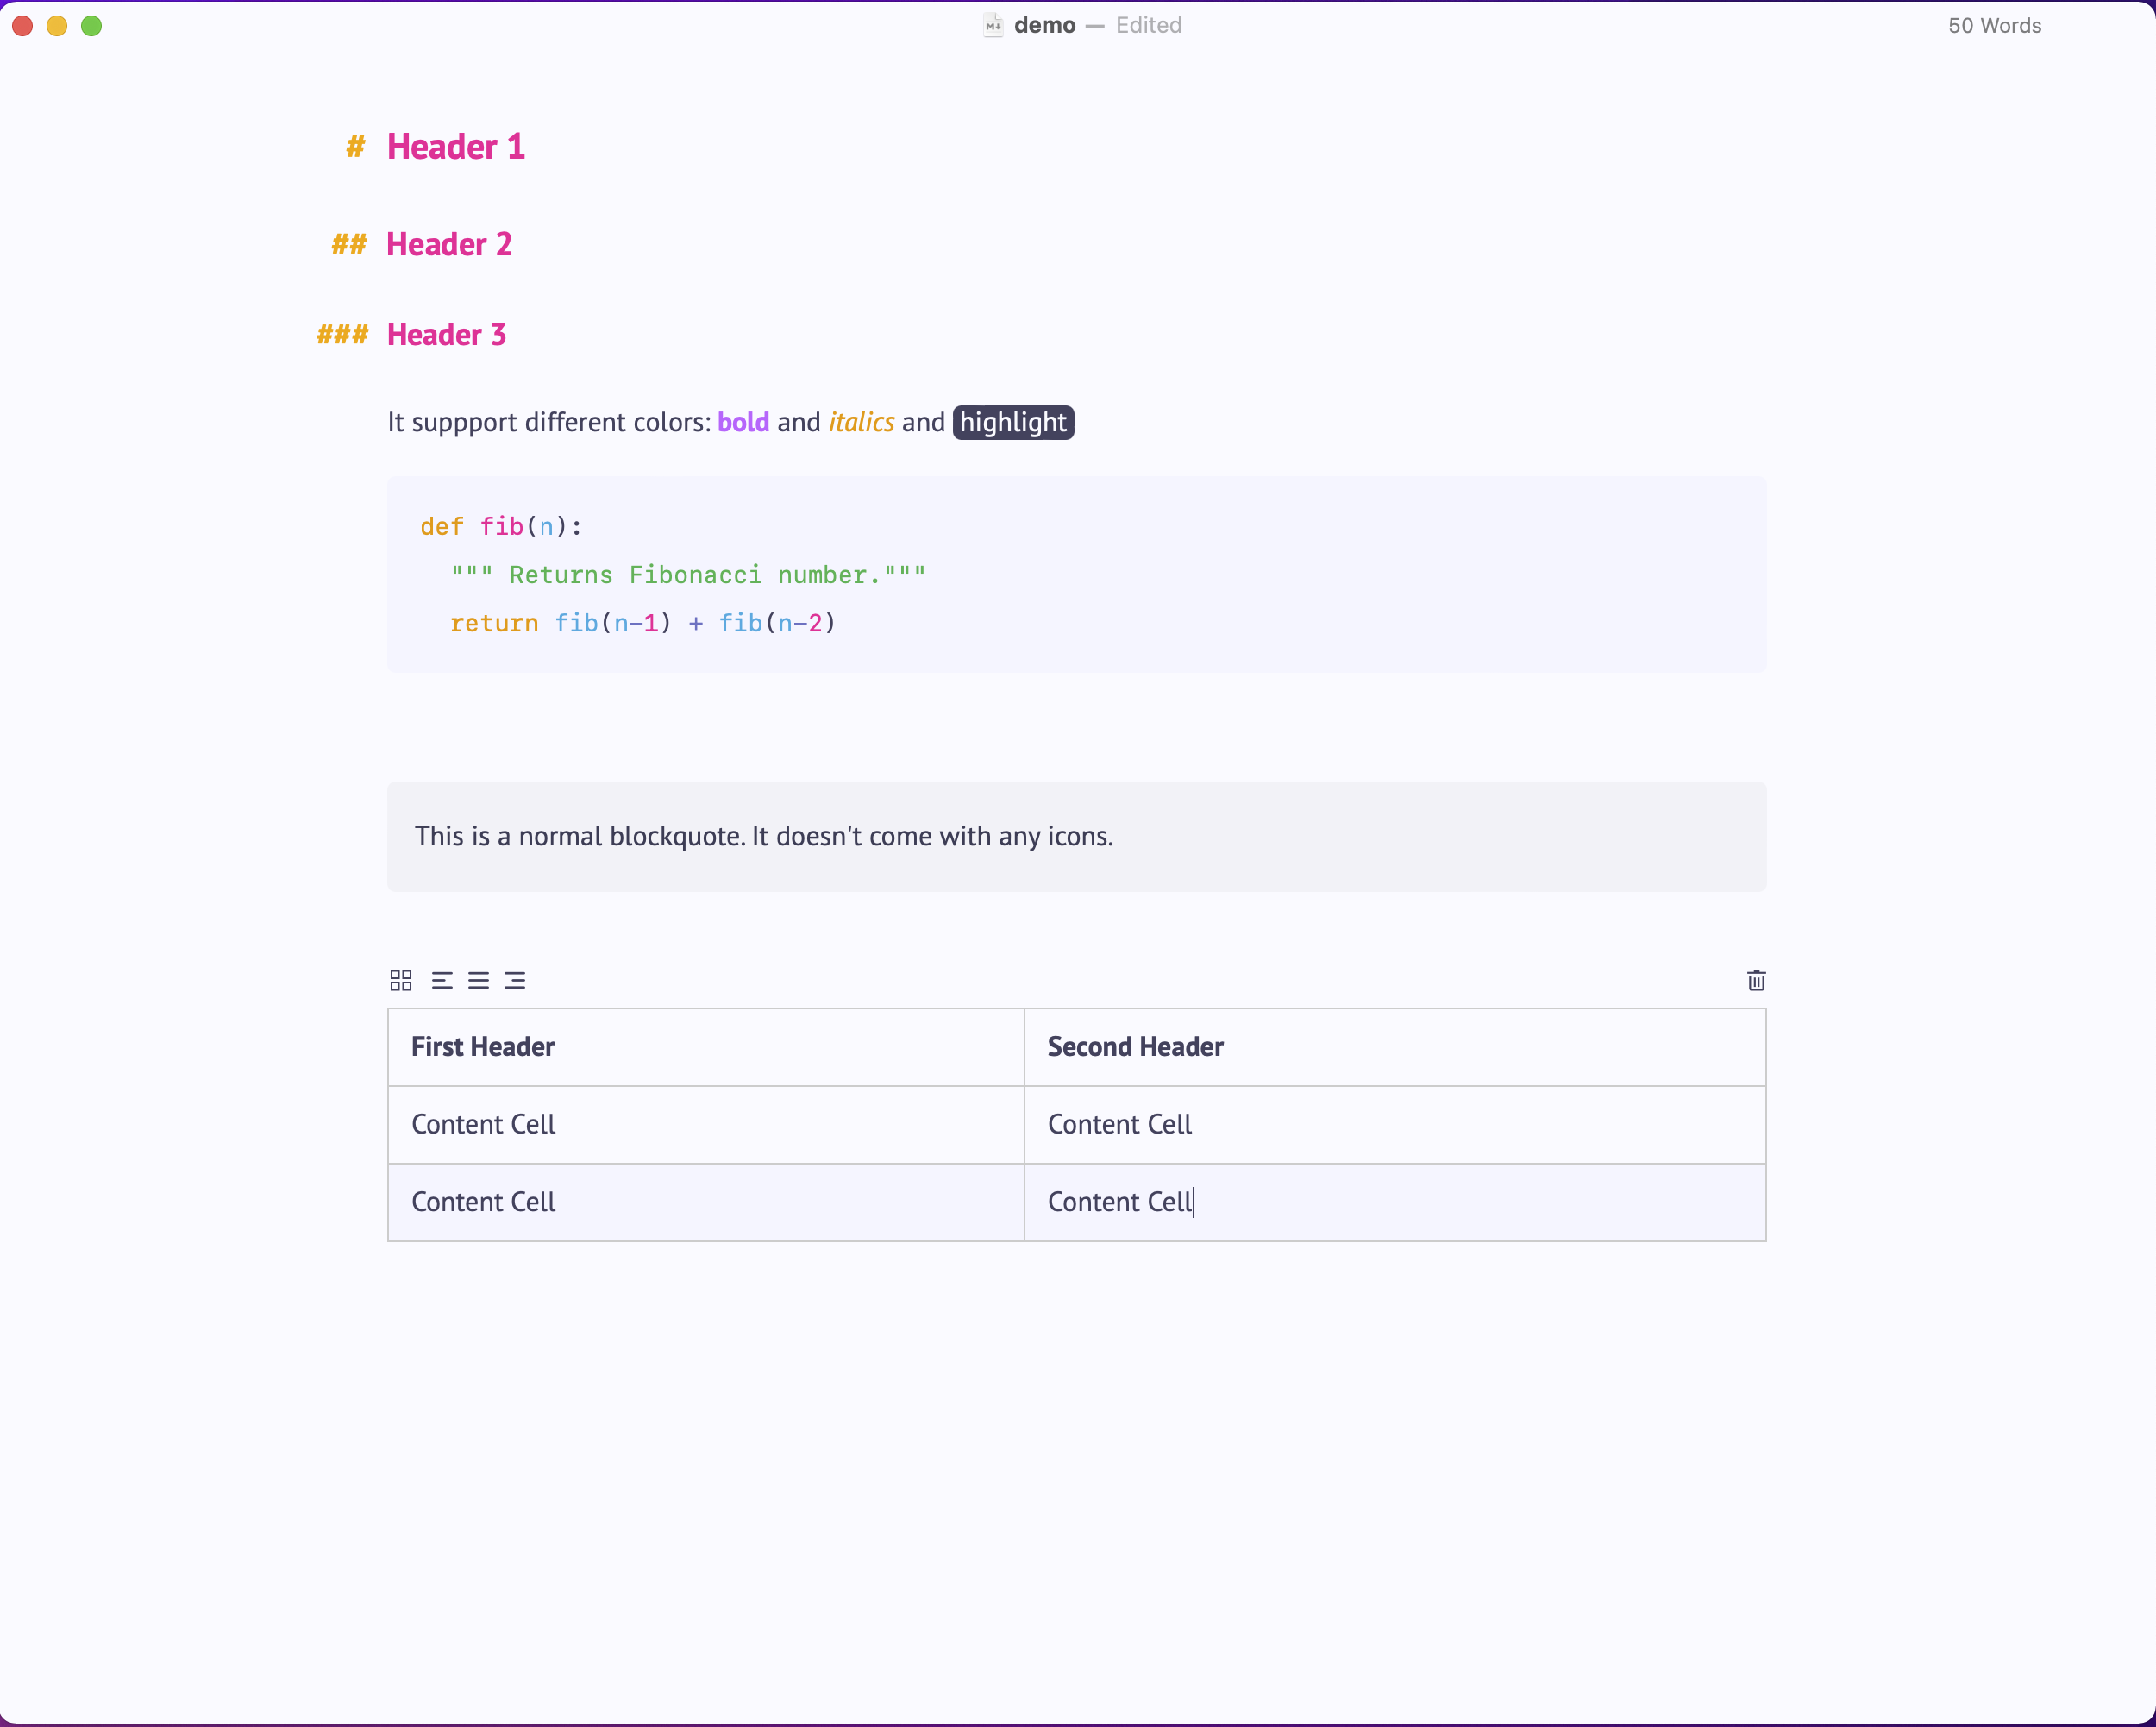 demo — Edited
50 Words
# Header 1
## Header 2
### Header 3
It suppport different colors: bold and italics and highlight
def fib(n):
""" Returns Fibonacci number."""
return fib(n-1) + fib(n-2)
This is a normal blockquote. It doesn't come with any icons.
First Header Second Header
Content Cell Content Cell
Content Cell Content Cell